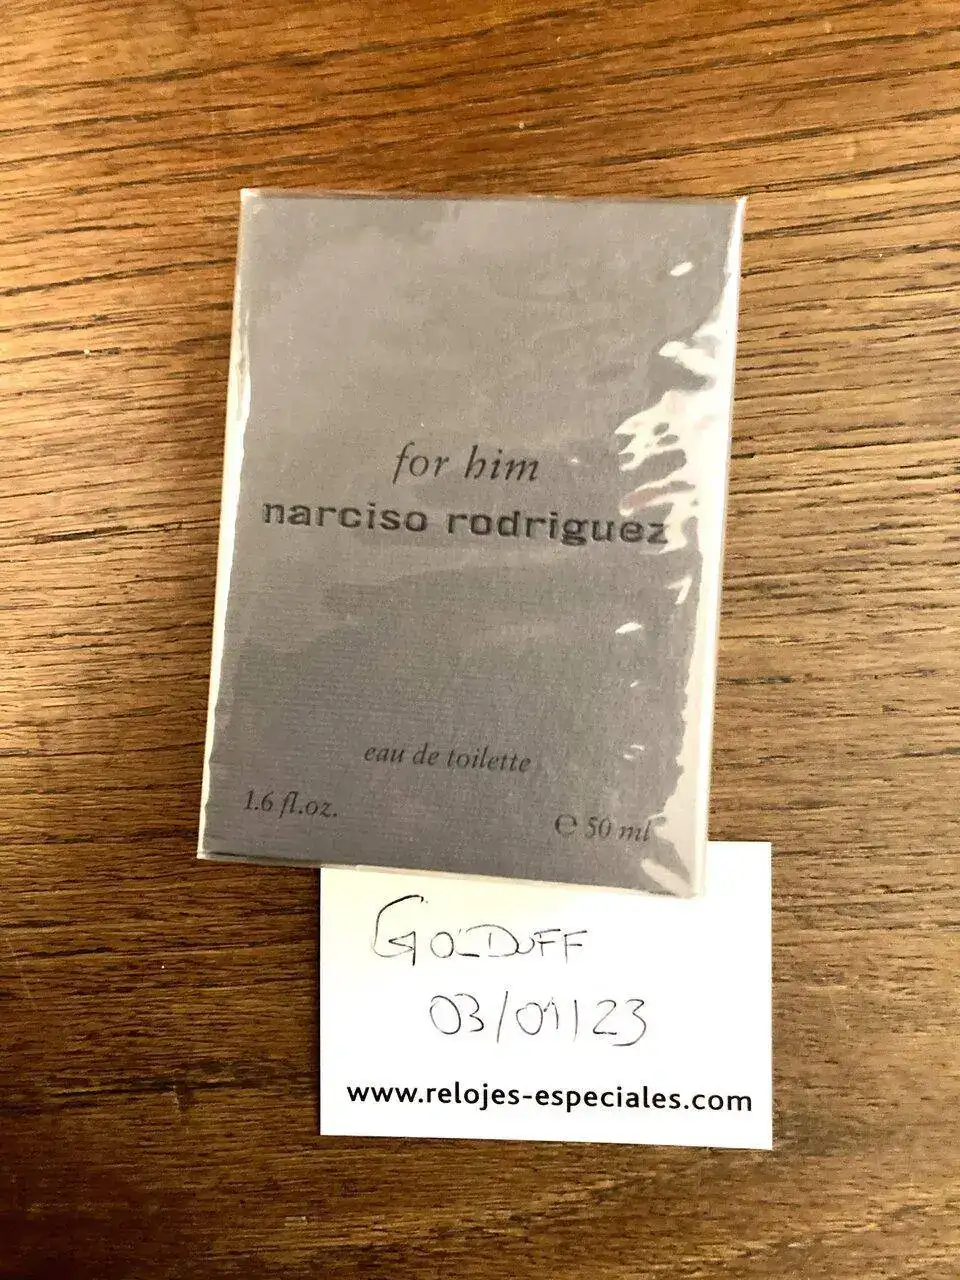 for him
narciso rodriguez
eau de toilette
1.6 fl.oz.
℮ 50 ml
GOLDUFF
03/01/23
www.relojes-especiales.com